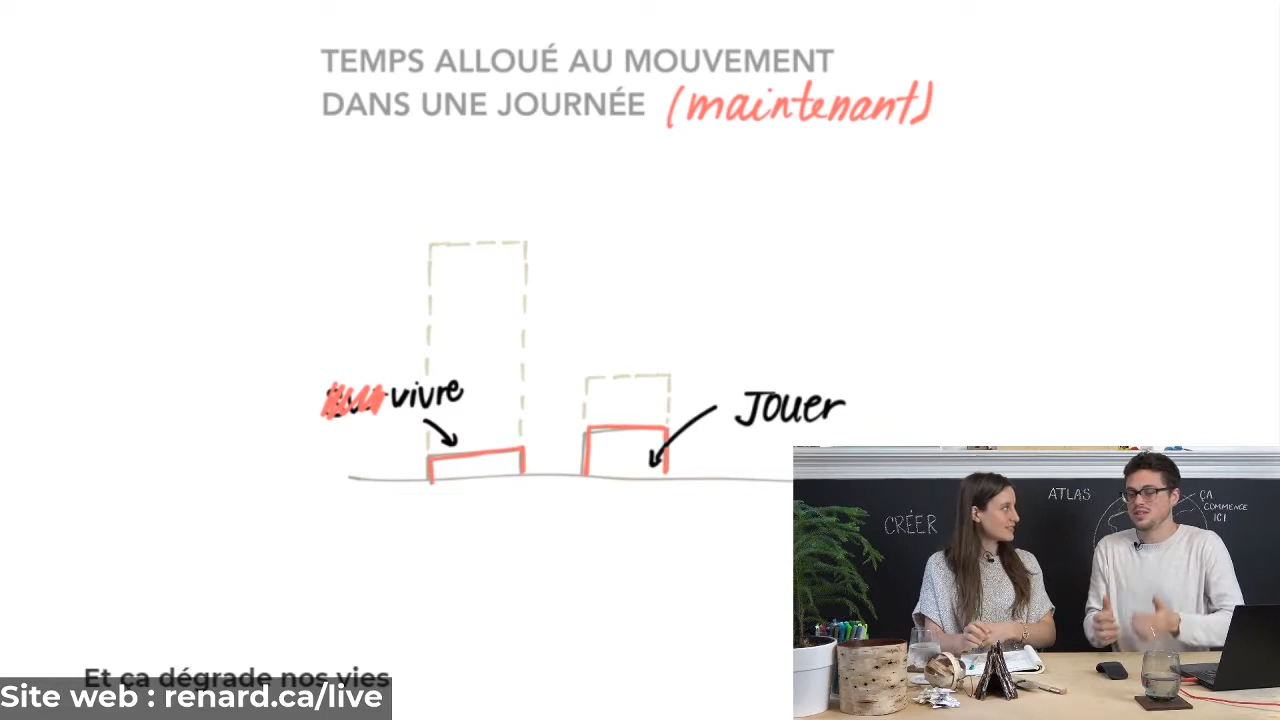 TEMPS ALLOUÉ AU MOUVEMENT
DANS UNE JOURNÉE (maintenant)
vivre
JOUER
ATLAS
CRÉER
ÇA
COMMENCE
ICI
Et ça dégrade nos vies
Site web : renard.ca/live